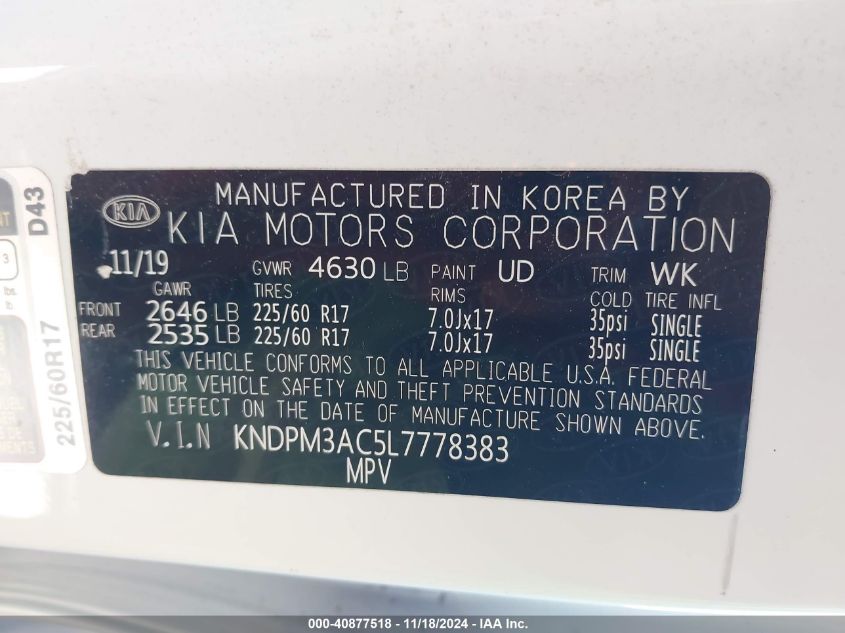 MANUFACTURED IN KOREA BY
KIA KIA MOTORS CORPORATION
11/19 GVWR 4630 LB PAINT UD TRIM WK
GAWR TIRES RIMS COLD TIRE INFL
FRONT 2646 LB 225/60 R17 7.0Jx17 35psi SINGLE
REAR 2535 LB 225/60 R17 7.0Jx17 35psi SINGLE
THIS VEHICLE CONFORMS TO ALL APPLICABLE U.S.A. FEDERAL
MOTOR VEHICLE SAFETY AND THEFT PREVENTION STANDARDS
IN EFFECT ON THE DATE OF MANUFACTURE SHOWN ABOVE.
V.I.N KNDPM3AC5L7778383
MPV
D43
225/60R17
3
lbs.
lb.
000-40877518 - 11/18/2024 - IAA Inc.